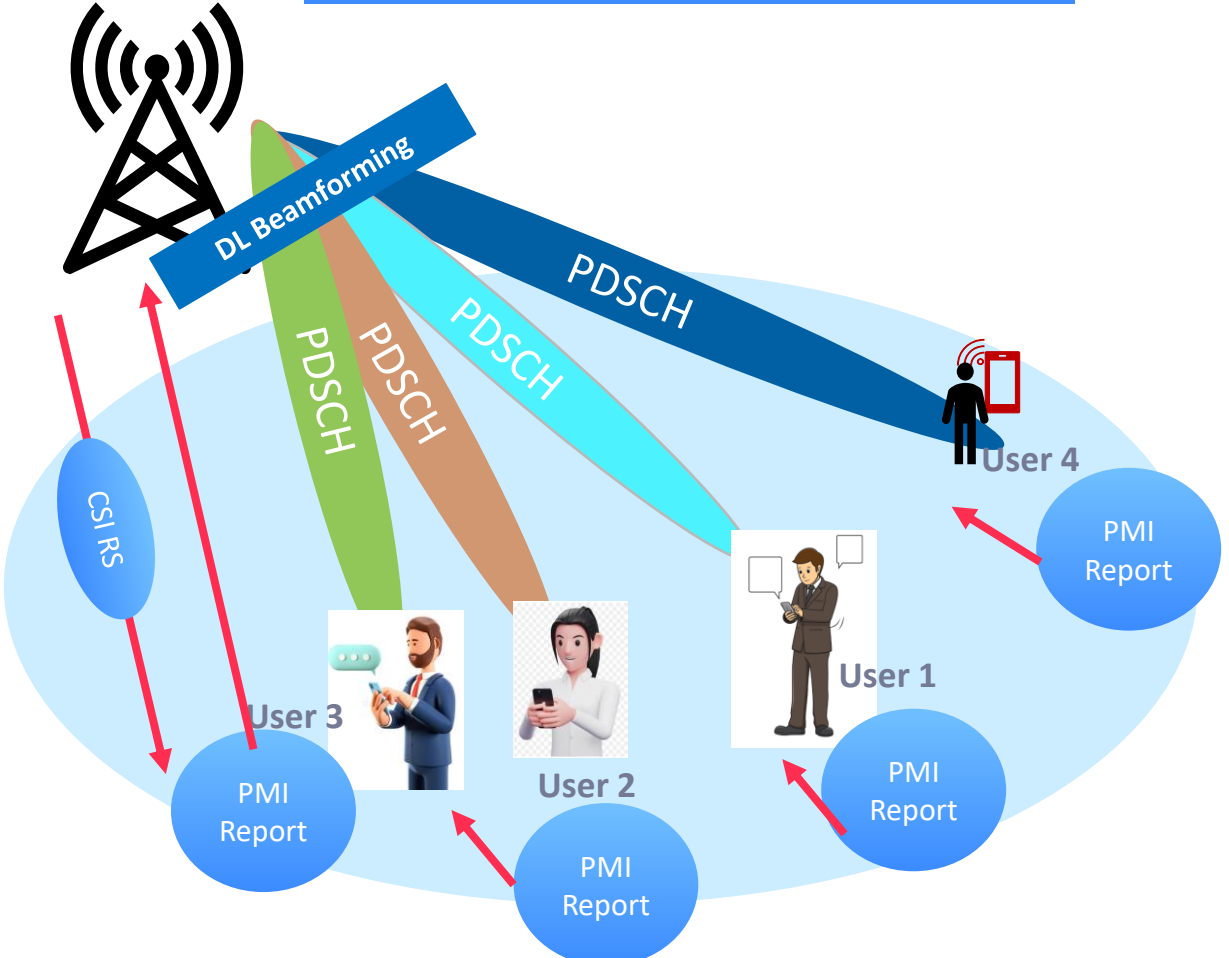 DL Beamforming
PDSCH
PDSCH
PDSCH
PDSCH
User 4
CSI RS
PMI
Report
User 1
User 3
User 2
PMI
Report
PMI
Report
PMI
Report